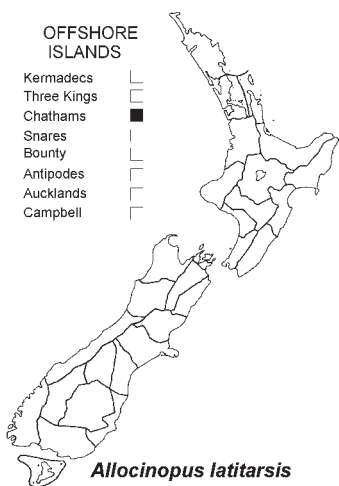 OFFSHORE
ISLANDS
Kermadecs
Three Kings
Chathams
Snares
Bounty
Antipodes
Aucklands
Campbell
Allocinopus latitarsis